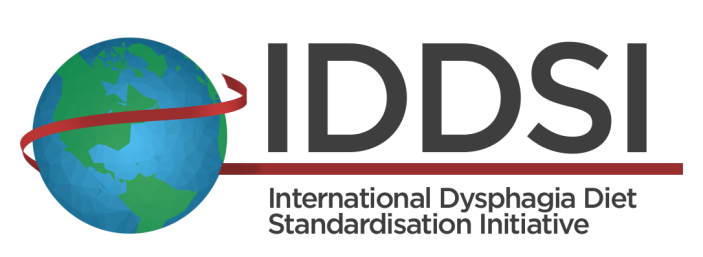 IDDSI
International Dysphagia Diet
Standardisation Initiative